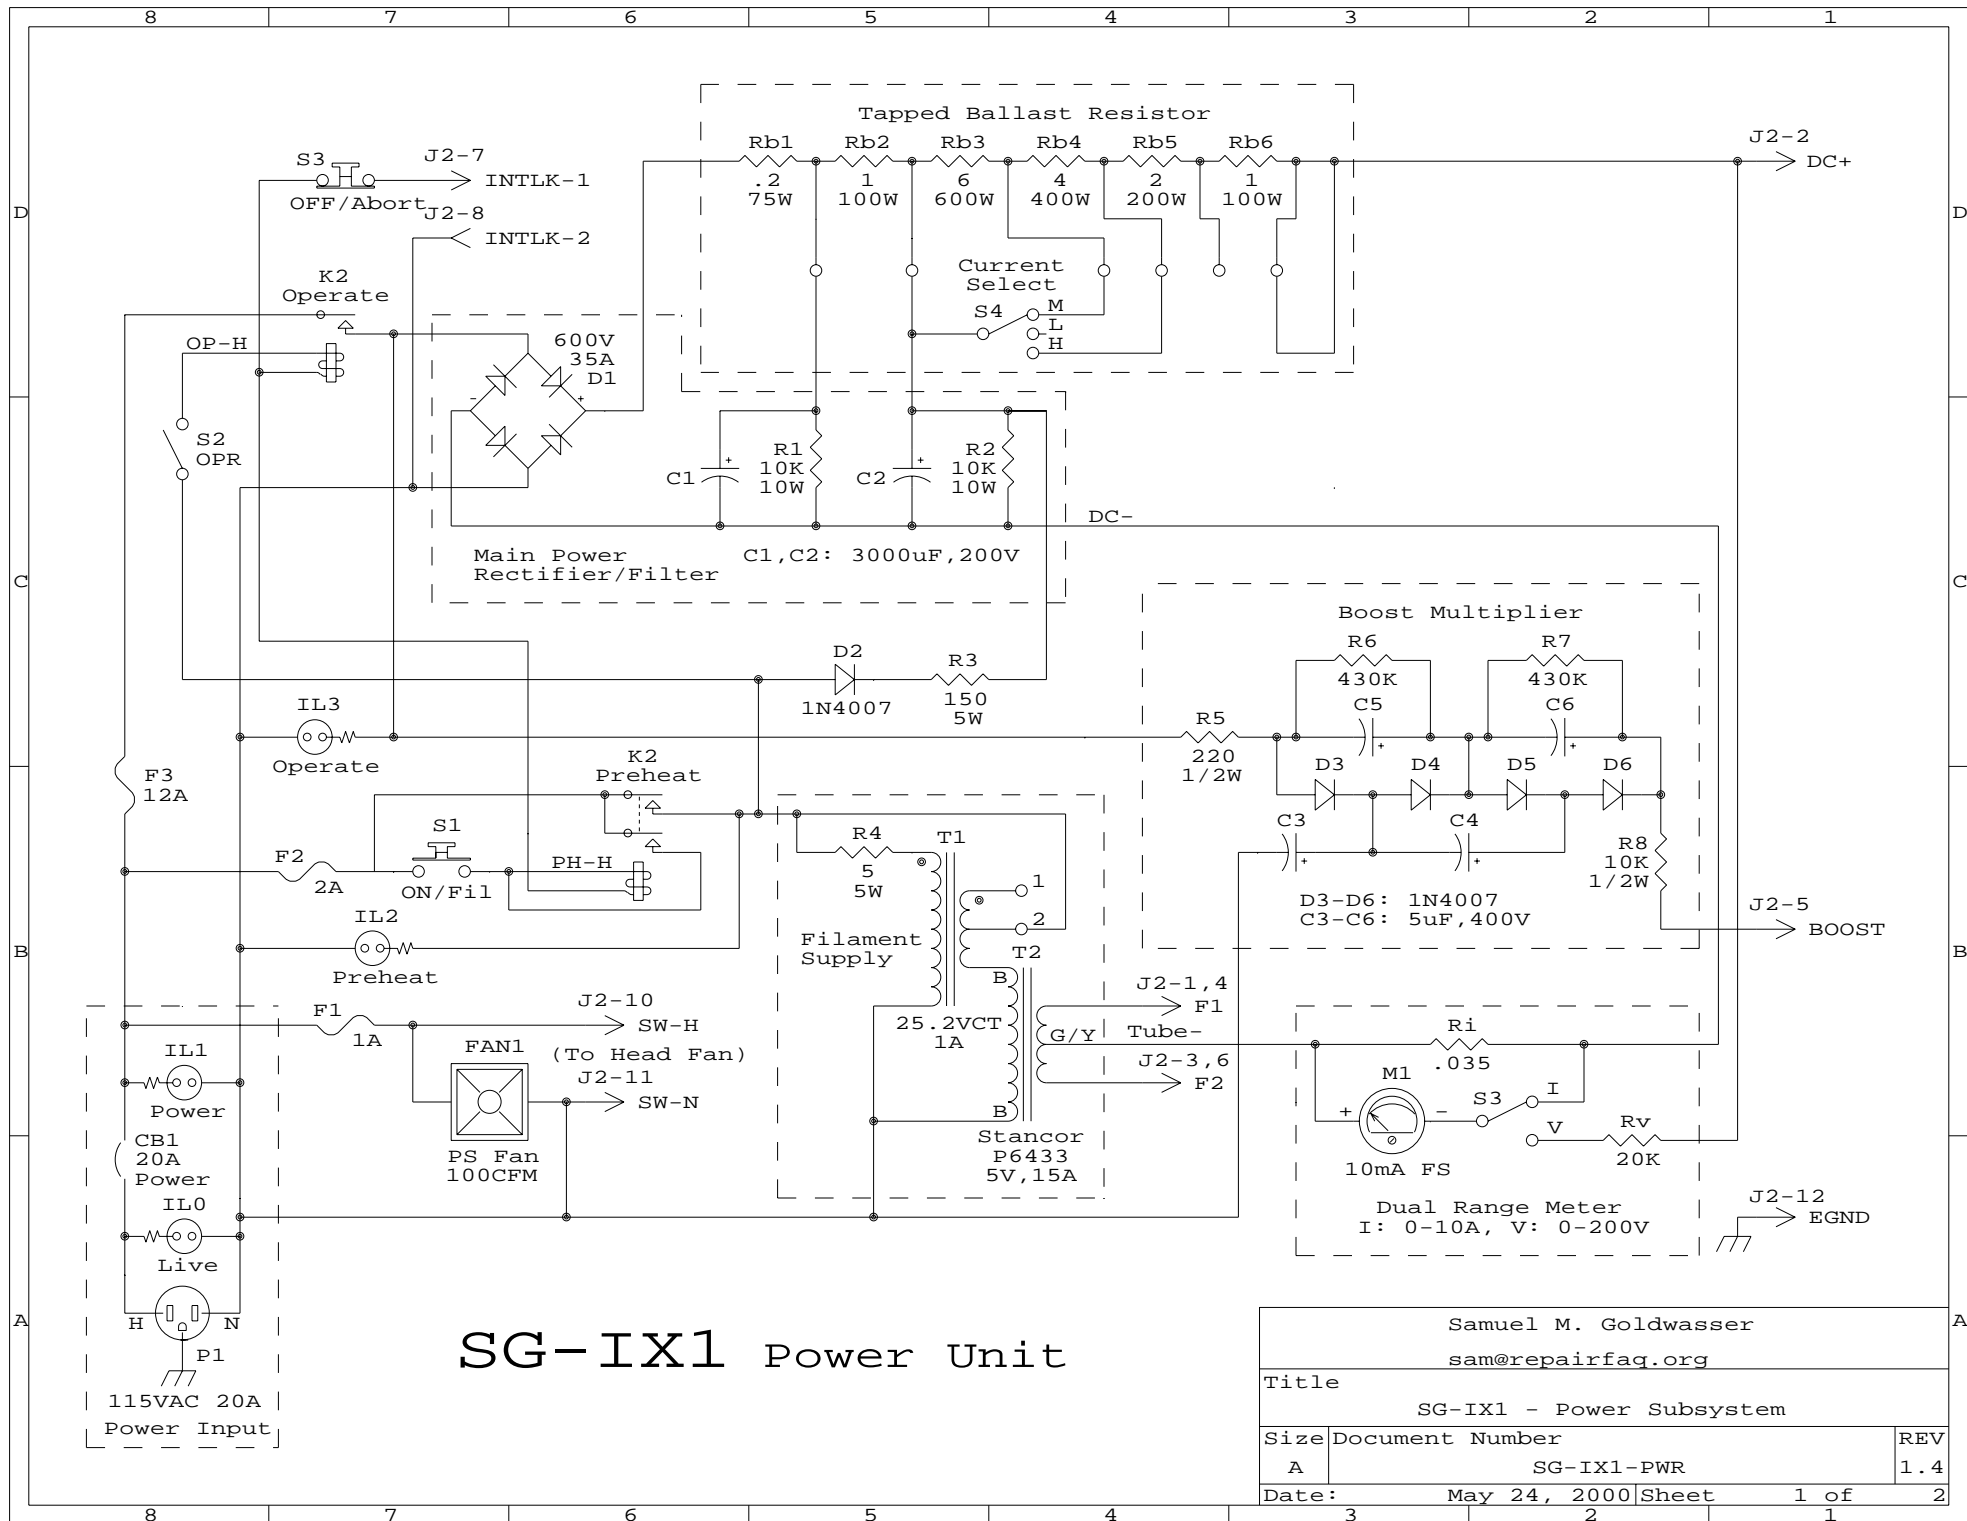 8 7 6 5 4 3 2 1
D D
C C
B B
A A
Tapped Ballast Resistor
Rb1 Rb2 Rb3 Rb4 Rb5 Rb6
.2 1 6 4 2 1
75W 100W 600W 400W 200W 100W
J2-2
DC+
S3
OFF/Abort
J2-7
INTLK-1
J2-8
INTLK-2
K2
Operate
OP-H
S2
OPR
600V
35A
D1
-
+
Current
Select
S4
M
L
H
C1
+
R1
10K
10W
C2
+
R2
10K
10W
DC-
Main Power
Rectifier/Filter
C1,C2: 3000uF,200V
D2
1N4007
R3
150
5W
Boost Multiplier
R6
430K
R7
430K
C5
+
C6
+
R5
220
1/2W
D3 D4 D5 D6
C3
+
C4
+
R8
10K
1/2W
D3-D6: 1N4007
C3-C6: 5uF,400V
J2-5
BOOST
IL3
Operate
F3
12A
K2
Preheat
S1
ON/Fil
F2
2A
PH-H
IL2
Preheat
R4
5
5W
T1
1
2
Filament
Supply
T2
B
B
25.2VCT
1A
G/Y
Stancor
P6433
5V,15A
J2-1,4
F1
Tube-
J2-3,6
F2
F1
1A
J2-10
SW-H
(To Head Fan)
J2-11
SW-N
FAN1
PS Fan
100CFM
IL1
Power
CB1
20A
Power
IL0
Live
H N
P1
115VAC 20A
Power Input
Ri
.035
M1
+ -
10mA FS
S3
I
V
Rv
20K
Dual Range Meter
I: 0-10A, V: 0-200V
J2-12
EGND
SG-IX1 Power Unit
Samuel M. Goldwasser
sam@repairfaq.org
Title
SG-IX1 - Power Subsystem
Size Document Number REV
A SG-IX1-PWR 1.4
Date: May 24, 2000 Sheet 1 of 2
8 7 6 5 4 3 2 1